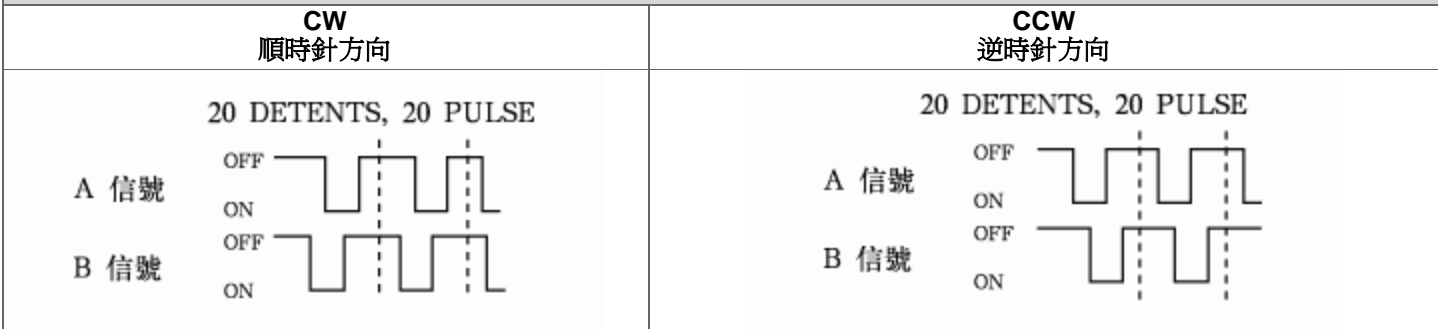 CW
順時針方向
CCW
逆時針方向
20 DETENTS, 20 PULSE
OFF
A 信號
ON
OFF
B 信號
ON
20 DETENTS, 20 PULSE
OFF
A 信號
ON
OFF
B 信號
ON